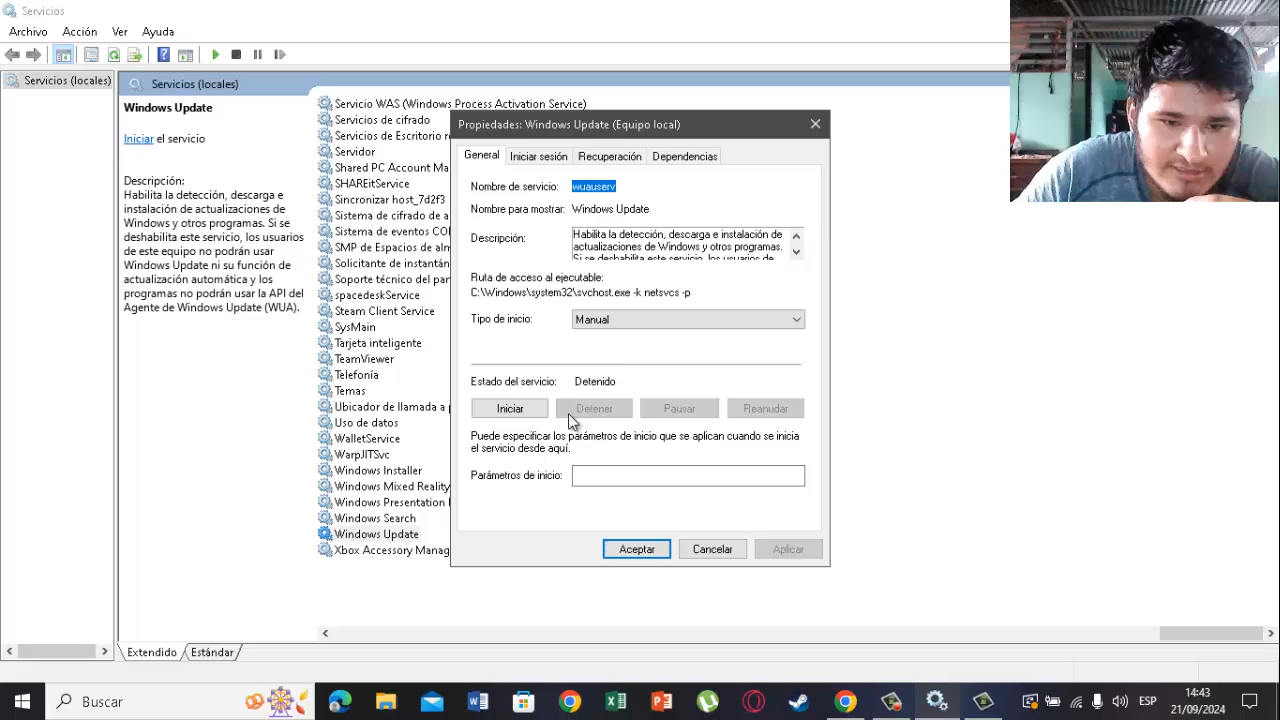 Servicios
Archivo Acción Ver Ayuda
Servicios (locales)
Servicios (locales)
Windows Update
Iniciar el servicio
Descripción:
Habilita la detección, descarga e
instalación de actualizaciones de
Windows y otros programas. Si se
deshabilita este servicio, los usuarios
de este equipo no podrán usar
Windows Update ni su función de
actualización automática y los
programas no podrán usar la API del
Agente de Windows Update (WUA).
Servicio WAS (Windows Process Activation Service)
Servicios de cifrado
Servicios de Escritorio r
Servidor
Shared PC Account Ma
SHAREitService
Sincronizar host_7d2f3
Sistema de cifrado de a
Sistema de eventos CO
SMP de Espacios de alm
Solicitante de instantán
Soporte técnico del par
spacedeskService
Steam Client Service
SysMain
Tarjeta inteligente
TeamViewer
Telefonía
Temas
Ubicador de llamada a p
Uso de datos
WalletService
WarpJITSvc
Windows Installer
Windows Mixed Reality
Windows Presentation
Windows Search
Windows Update
Xbox Accessory Manag
Propiedades: Windows Update (Equipo local)
General Iniciar sesión Recuperación Dependencias
Nombre de servicio: wuauserv
Nombre para mostrar: Windows Update
Descripción: Habilita la detección, descarga e instalación de
actualizaciones de Windows y otros programas.
Si se deshabilita este servicio, los usuarios de
Ruta de acceso al ejecutable:
C:\Windows\system32\svchost.exe -k netsvcs -p
Tipo de inicio: Manual
Estado del servicio: Detenido
Iniciar Detener Pausar Reanudar
Puede especificar los parámetros de inicio que se aplican cuando se inicia
el servicio desde aquí.
Parámetros de inicio:
Aceptar Cancelar Aplicar
Extendido Estándar
Buscar
ESP
14:43
21/09/2024